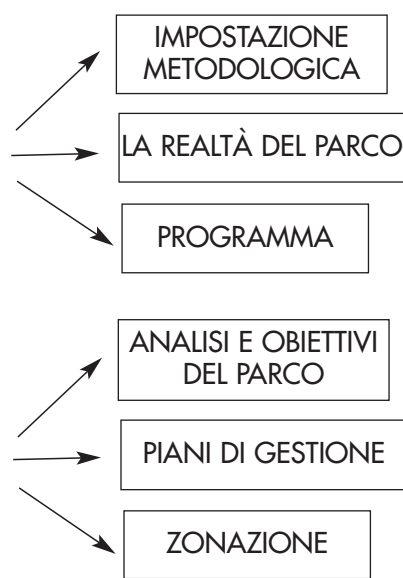 IMPOSTAZIONE
METODOLOGICA
LA REALTÀ DEL PARCO
PROGRAMMA
ANALISI E OBIETTIVI
DEL PARCO
PIANI DI GESTIONE
ZONAZIONE